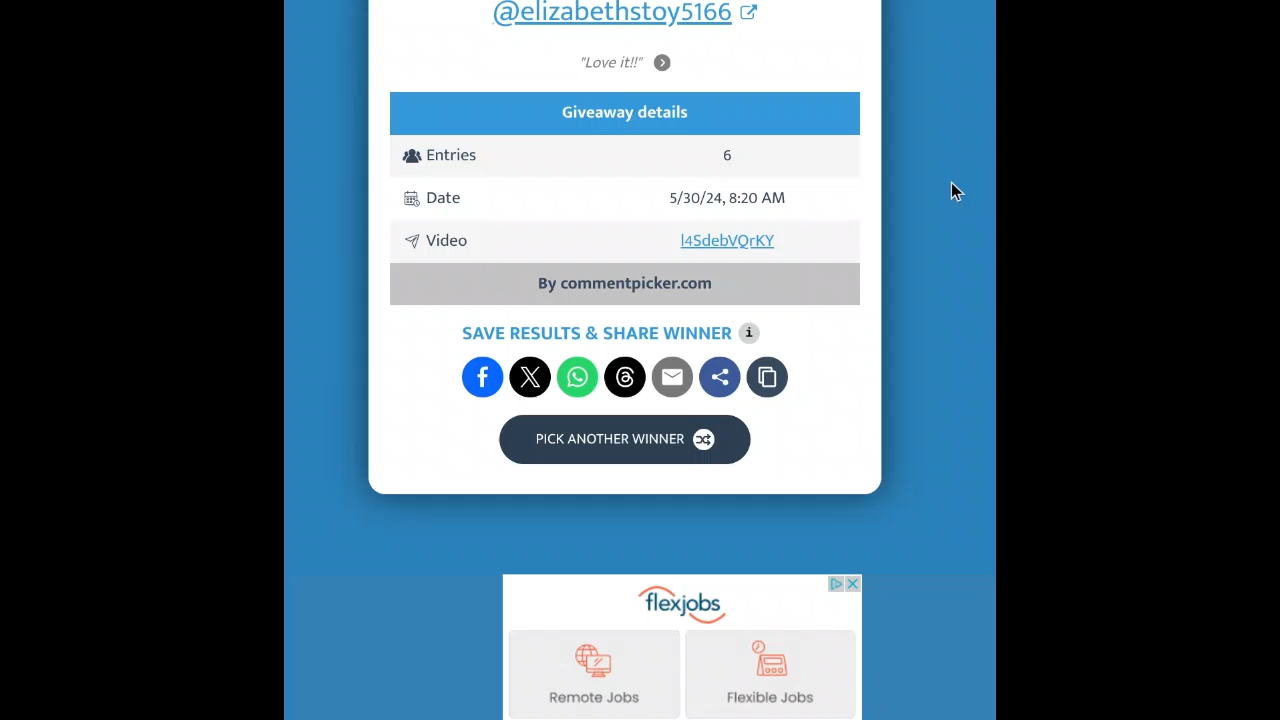 @elizabethstoy5166
"Love it!!"
Giveaway details
Entries 6
Date 5/30/24, 8:20 AM
Video l4SdebVQrKY
By commentpicker.com
SAVE RESULTS & SHARE WINNER i
PICK ANOTHER WINNER
flexjobs
Remote Jobs Flexible Jobs